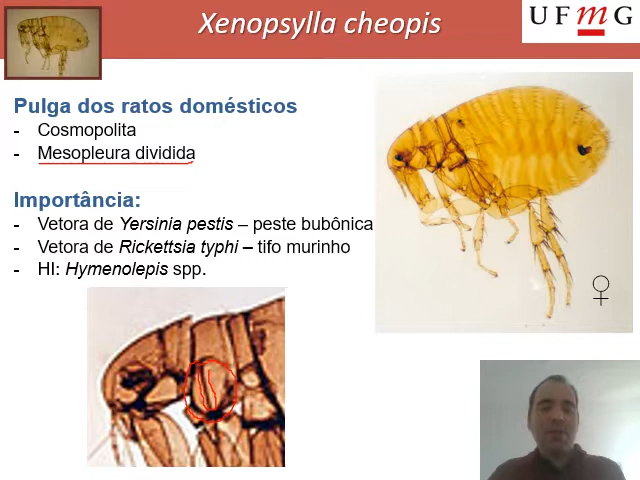 Xenopsylla cheopis
UFmG
Pulga dos ratos domésticos
- Cosmopolita
- Mesopleura dividida
Importância:
- Vetora de Yersinia pestis – peste bubônica
- Vetora de Rickettsia typhi – tifo murinho
- HI: Hymenolepis spp.
♀